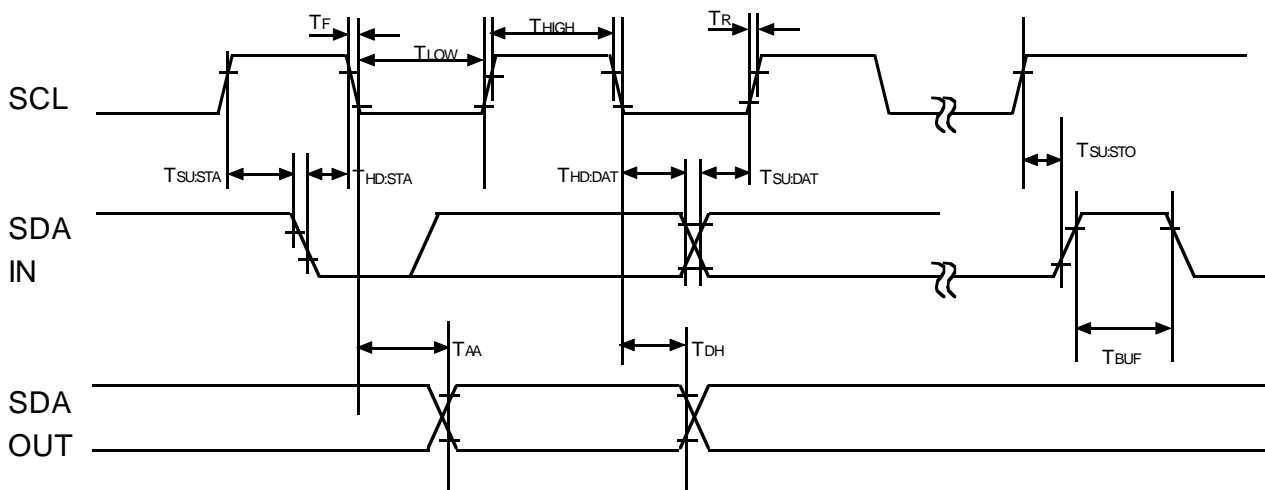 TF
THIGH
TR
TLOW
SCL
TSU:STA
THD:STA
THD:DAT
TSU:DAT
TSU:STO
SDA
IN
TAA
TDH
TBUF
SDA
OUT